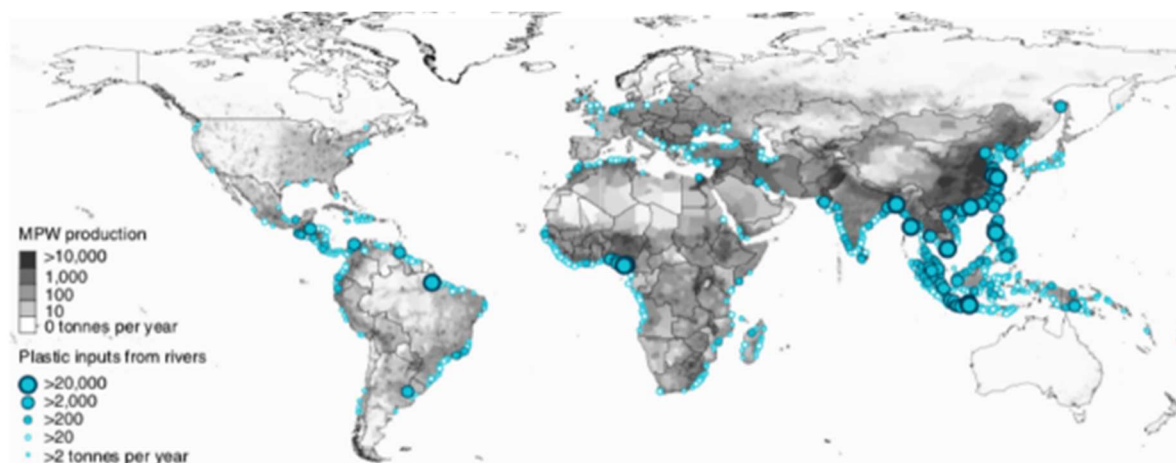 MPW production
>10,000
1,000
100
10
0 tonnes per year
Plastic inputs from rivers
>20,000
>2,000
>200
>20
>2 tonnes per year